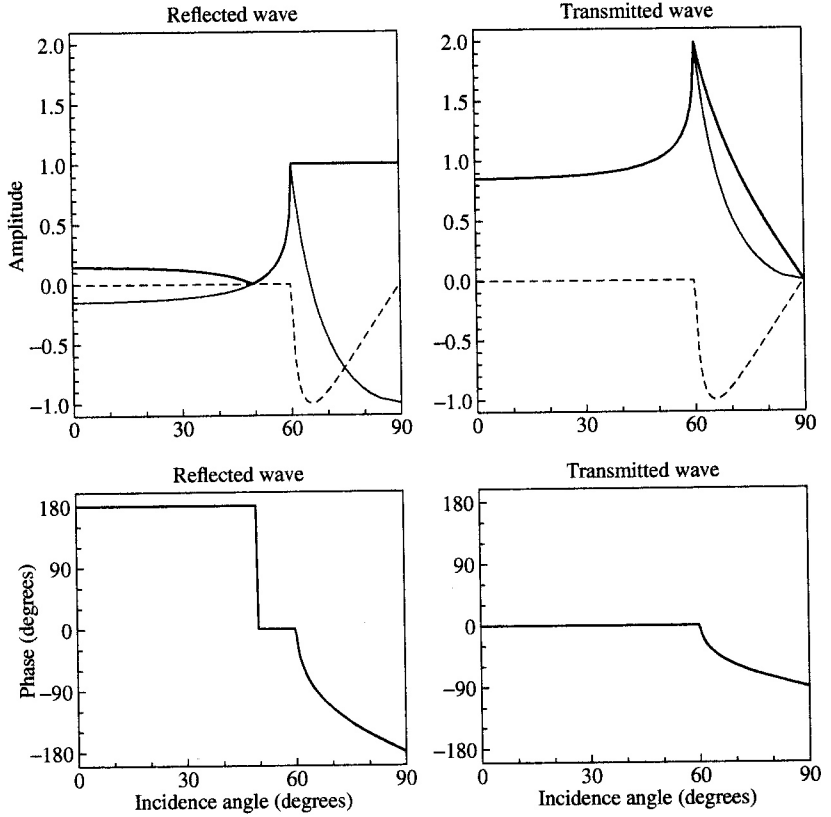 Reflected wave
2.0
1.5
1.0
0.5
0.0
−0.5
−1.0
Amplitude
0 30 60 90
Transmitted wave
2.0
1.5
1.0
0.5
0.0
−0.5
−1.0
0 30 60 90
Reflected wave
180
90
0
−90
−180
Phase (degrees)
0 30 60 90
Incidence angle (degrees)
Transmitted wave
180
90
0
−90
−180
0 30 60 90
Incidence angle (degrees)